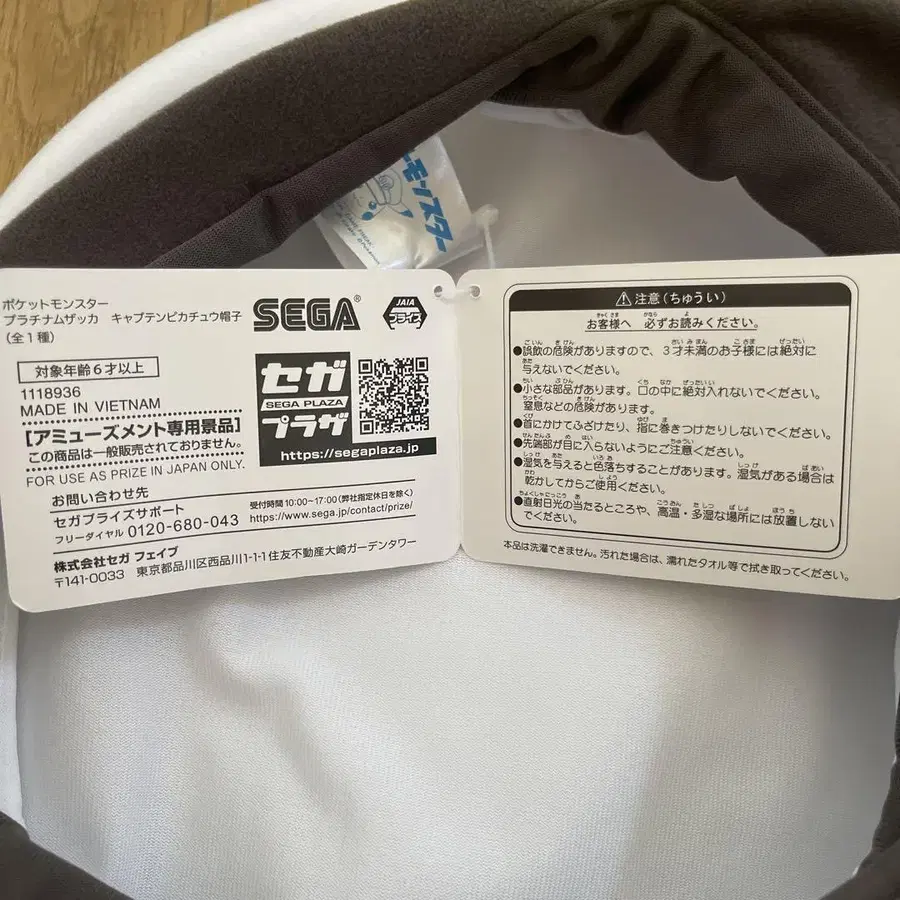 ーモンスター
ポケットモンスター
プラチナムザッカ キャプテンピカチュウ帽子
(全1種)
SEGA®
JAIA
プライズ
対象年齢6才以上
1118936
MADE IN VIETNAM
【アミューズメント専用景品】
この商品は一般販売されておりません。
FOR USE AS PRIZE IN JAPAN ONLY.
セガ
SEGA PLAZA
プラザ
https://segaplaza.jp/
お問い合わせ先
セガプライズサポート
フリーダイヤル 0120-680-043
受付時間 10:00~17:00(弊社指定休日を除く)
https://www.sega.jp/contact/prize/
株式会社セガ フェイブ
〒141-0033 東京都品川区西品川1-1-1住友不動産大崎ガーデンタワー
⚠注意(ちゅうい)
お客様へ 必ずお読みください。
●誤飲の危険がありますので、3才未満のお子様には絶対に
与えないでください。
●小さな部品があります。口の中に絶対入れないでください。
窒息などの危険があります。
●首にかけてふざけたり、指に巻きつけたりしないでください。
●先端部が目に入らないようにご注意ください。
●湿気を与えると色落ちすることがあります。湿気がある場合は
乾かしてからご使用ください。
●直射日光の当たるところや、高温・多湿な場所には放置しない
でください。
本品は洗濯できません。汚れた場合は、濡れたタオル等で拭き取ってください。